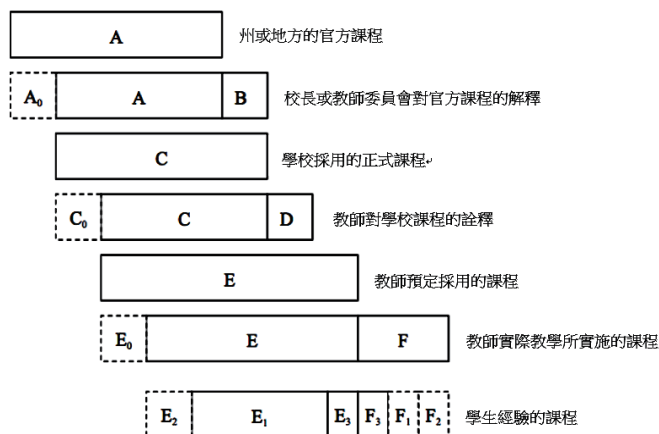 A 州或地方的官方課程
A₀ A B 校長或教師委員會對官方課程的解釋
C 學校採用的正式課程
C₀ C D 教師對學校課程的詮釋
E 教師預定採用的課程
E₀ E F 教師實際教學所實施的課程
E₂ E₁ E₃ F₃ F₁ F₂ 學生經驗的課程